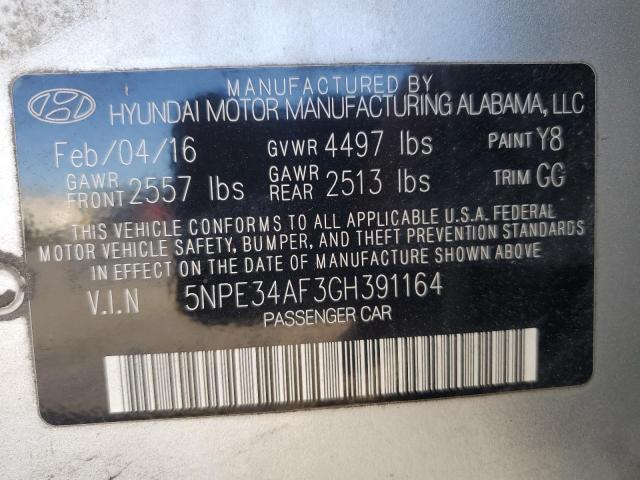 MANUFACTURED BY
HYUNDAI MOTOR MANUFACTURING ALABAMA, LLC
Feb/04/16 GVWR 4497 lbs PAINT Y8
GAWR FRONT 2557 lbs GAWR REAR 2513 lbs TRIM GG
THIS VEHICLE CONFORMS TO ALL APPLICABLE U.S.A. FEDERAL
MOTOR VEHICLE SAFETY, BUMPER, AND THEFT PREVENTION STANDARDS
IN EFFECT ON THE DATE OF MANUFACTURE SHOWN ABOVE
V.I.N 5NPE34AF3GH391164
PASSENGER CAR